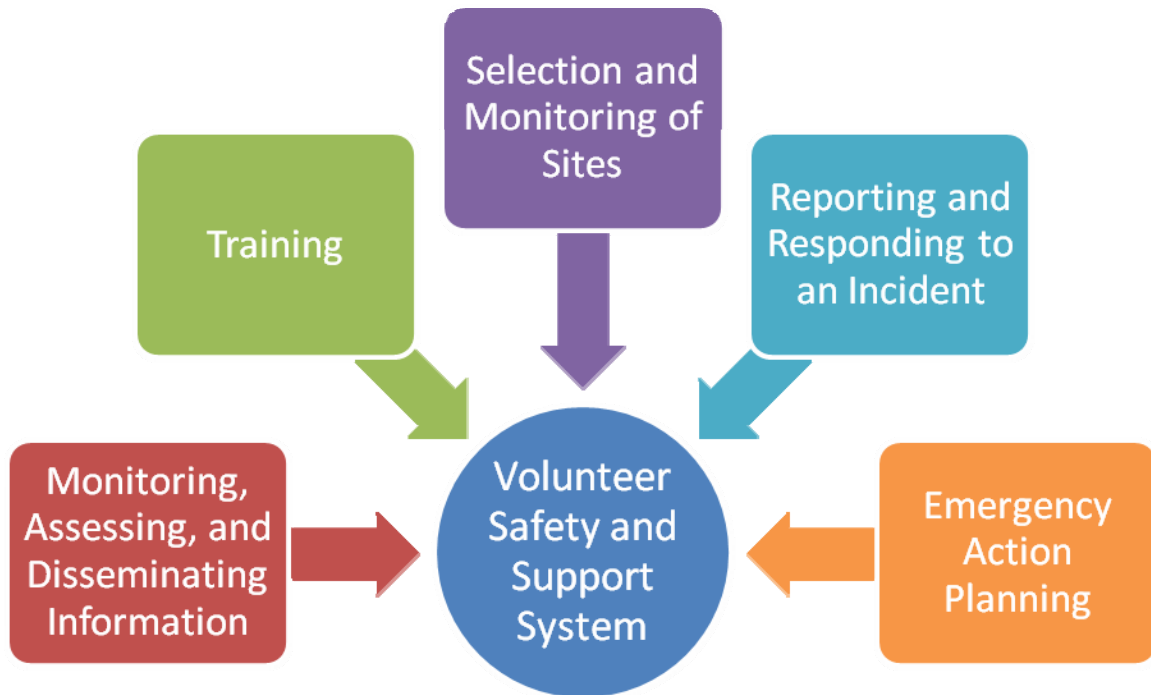 Selection and
Monitoring of
Sites
Training
Reporting and
Responding to
an Incident
Monitoring,
Assessing, and
Disseminating
Information
Volunteer
Safety and
Support
System
Emergency
Action
Planning